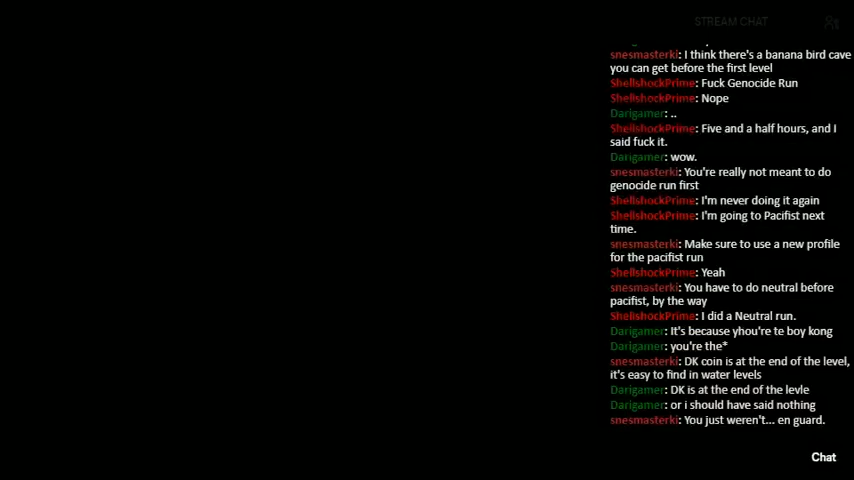 STREAM CHAT
snesmasterki: I think there's a banana bird cave
you can get before the first level
ShellshockPrime: Fuck Genocide Run
ShellshockPrime: Nope
Darigamer: ..
ShellshockPrime: Five and a half hours, and I
said fuck it.
Darigamer: wow.
snesmasterki: You're really not meant to do
genocide run first
ShellshockPrime: I'm never doing it again
ShellshockPrime: I'm going to Pacifist next
time.
snesmasterki: Make sure to use a new profile
for the pacifist run
ShellshockPrime: Yeah
snesmasterki: You have to do neutral before
pacifist, by the way
ShellshockPrime: I did a Neutral run.
Darigamer: It's because yhou're te boy kong
Darigamer: you're the*
snesmasterki: DK coin is at the end of the level,
it's easy to find in water levels
Darigamer: DK is at the end of the levle
Darigamer: or i should have said nothing
snesmasterki: You just weren't... en guard.
Chat